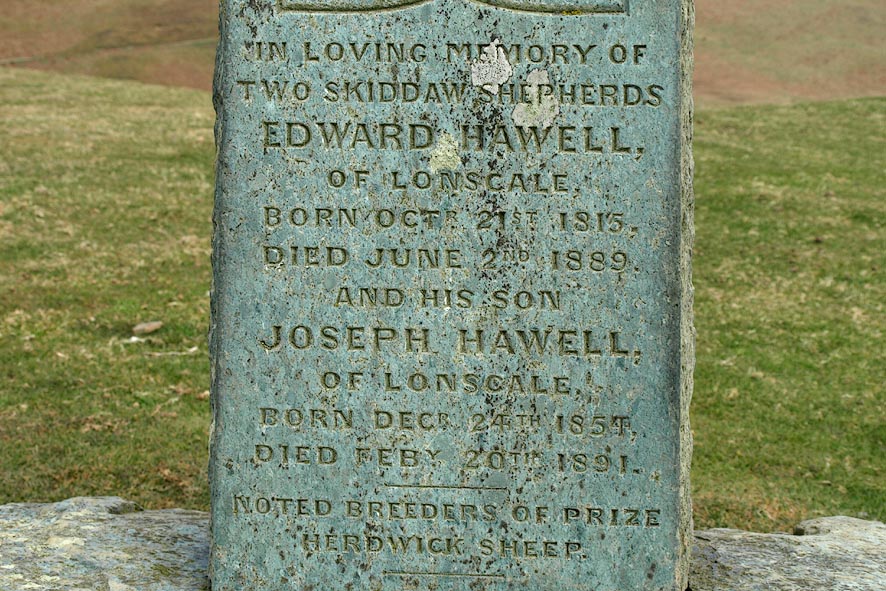 IN LOVING MEMORY OF
TWO SKIDDAW SHEPHERDS
EDWARD HAWELL,
OF LONSCALE,
BORN OCTR 21ST 1815,
DIED JUNE 2ND 1889.
AND HIS SON
JOSEPH HAWELL,
OF LONSCALE,
BORN DECR 24TH 1854,
DIED FEBY 20TH 1891.
NOTED BREEDERS OF PRIZE
HERDWICK SHEEP.